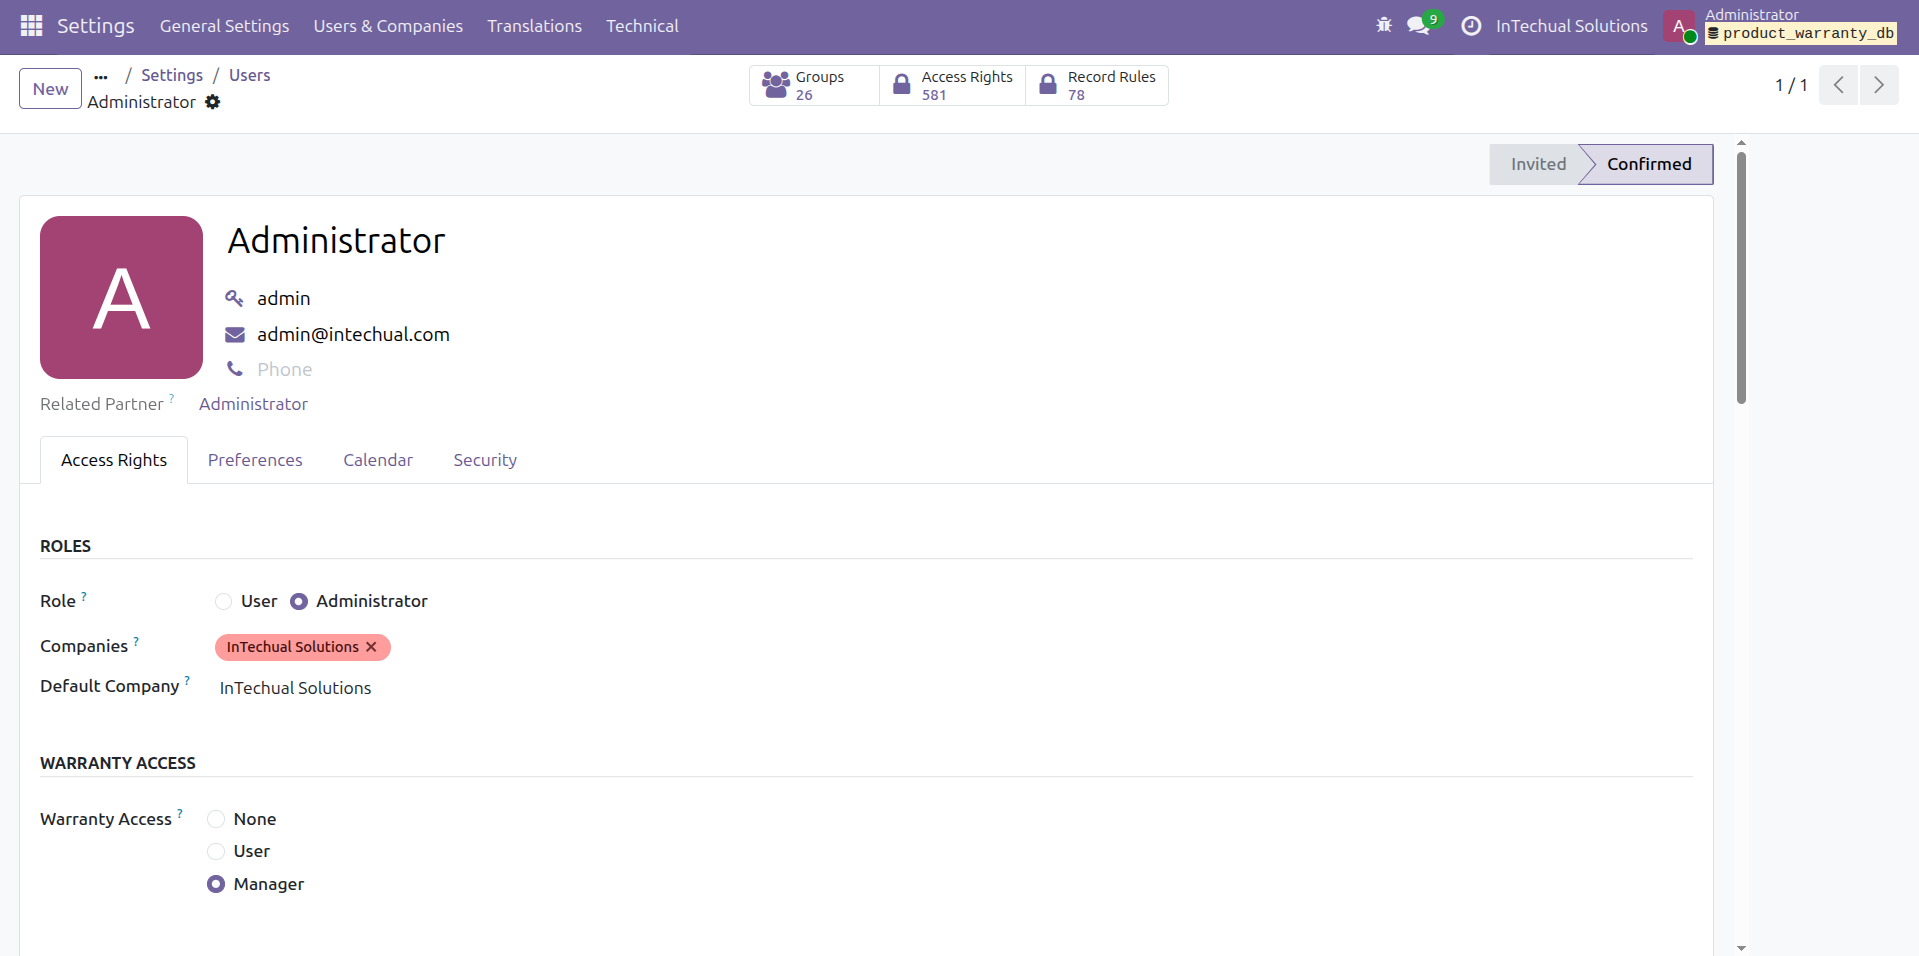 Settings General Settings Users & Companies Translations Technical 9 InTechual Solutions A Administrator
product_warranty_db
New ... / Settings / Users
Administrator
Groups 26
Access Rights 581
Record Rules 78
1 / 1
Invited Confirmed
A
Administrator
admin
admin@intechual.com
Phone
Related Partner ? Administrator
Access Rights Preferences Calendar Security
ROLES
Role ? User Administrator
Companies ? InTechual Solutions ×
Default Company ? InTechual Solutions
WARRANTY ACCESS
Warranty Access ? None
User
Manager